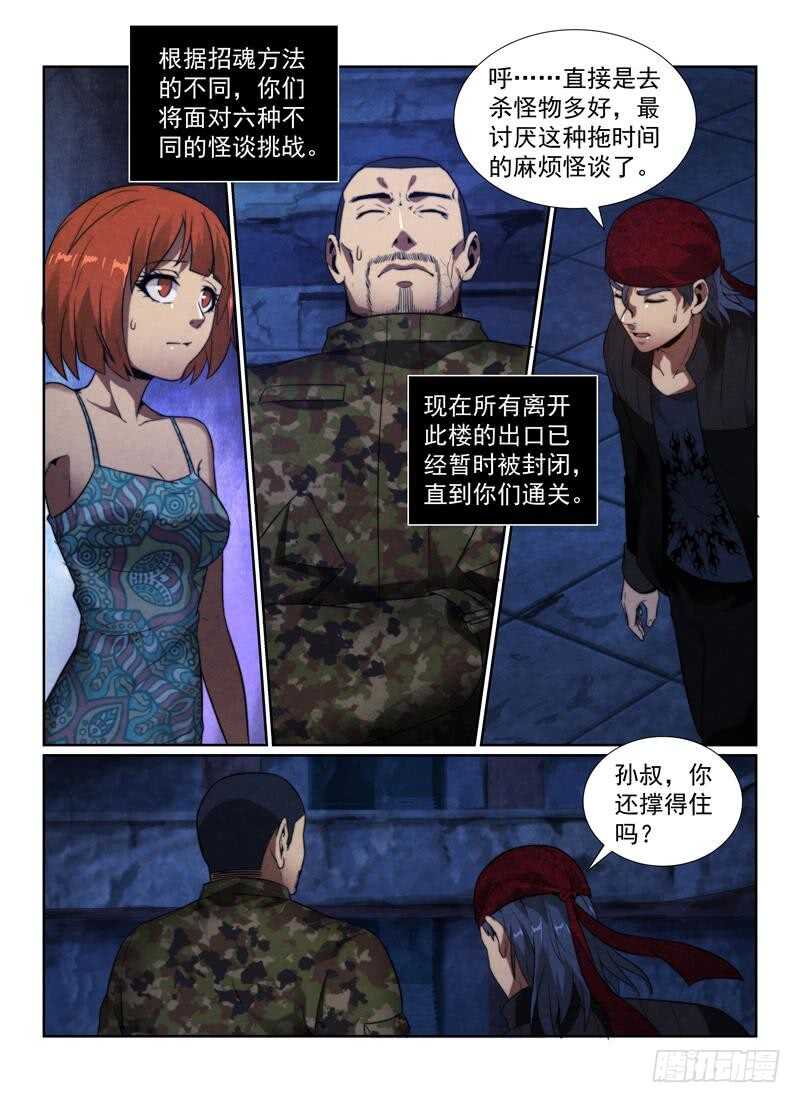 根据招魂方法
的不同，你们
将面对六种不
同的怪谈挑战。
呼……直接是去
杀怪物多好，最
讨厌这种拖时间
的麻烦怪谈了。
现在所有离开
此楼的出口已
经暂时被封闭，
直到你们通关。
孙叔，你
还撑得住
吗？
腾讯动漫